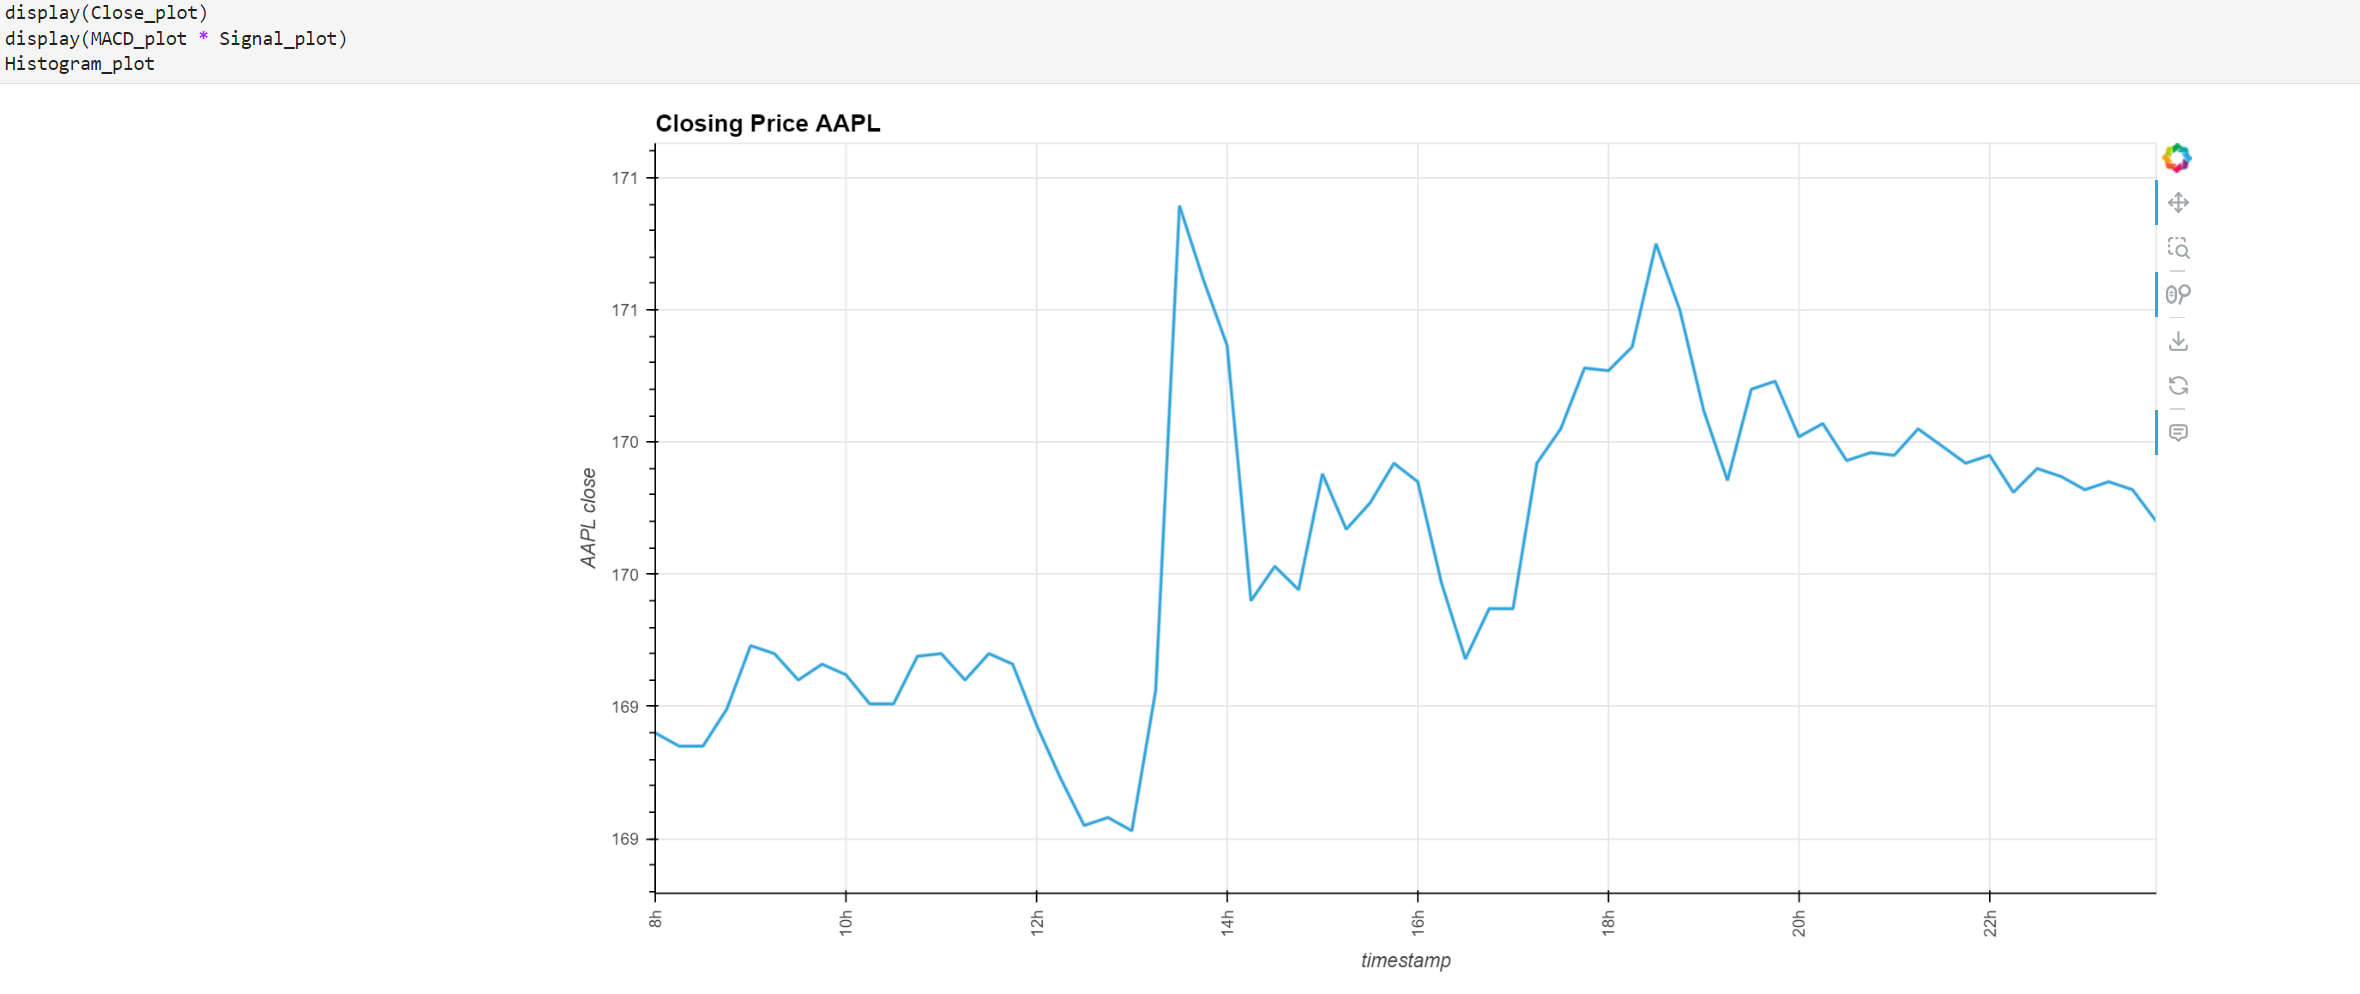 display(Close_plot)
display(MACD_plot * Signal_plot)
Histogram_plot
Closing Price AAPL
171
171
170
170
169
169
AAPL close
8h
10h
12h
14h
16h
18h
20h
22h
timestamp